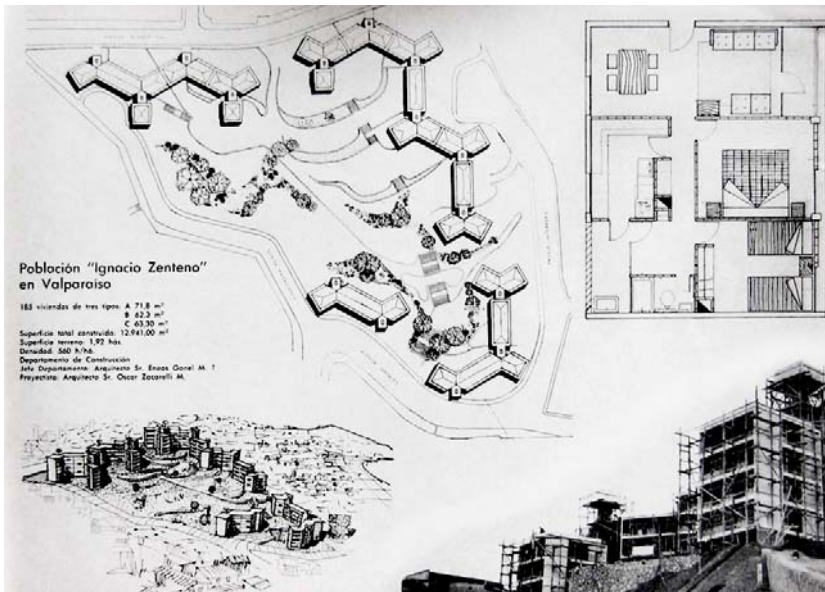 Población "Ignacio Zenteno"
en Valparaíso
185 viviendas de tres tipos: A 71,8 m²
B 62.3 m²
C 63,30 m²
Superficie total construida: 12.941,00 m²
Superficie terreno: 1,92 hás.
Densidad: 560 h/há.
Departamento de Construcción
Jefe Departamento: Arquitecto Sr. Eneas Gonel M.
Proyectista: Arquitecto Sr. Oscar Zacarelli M.